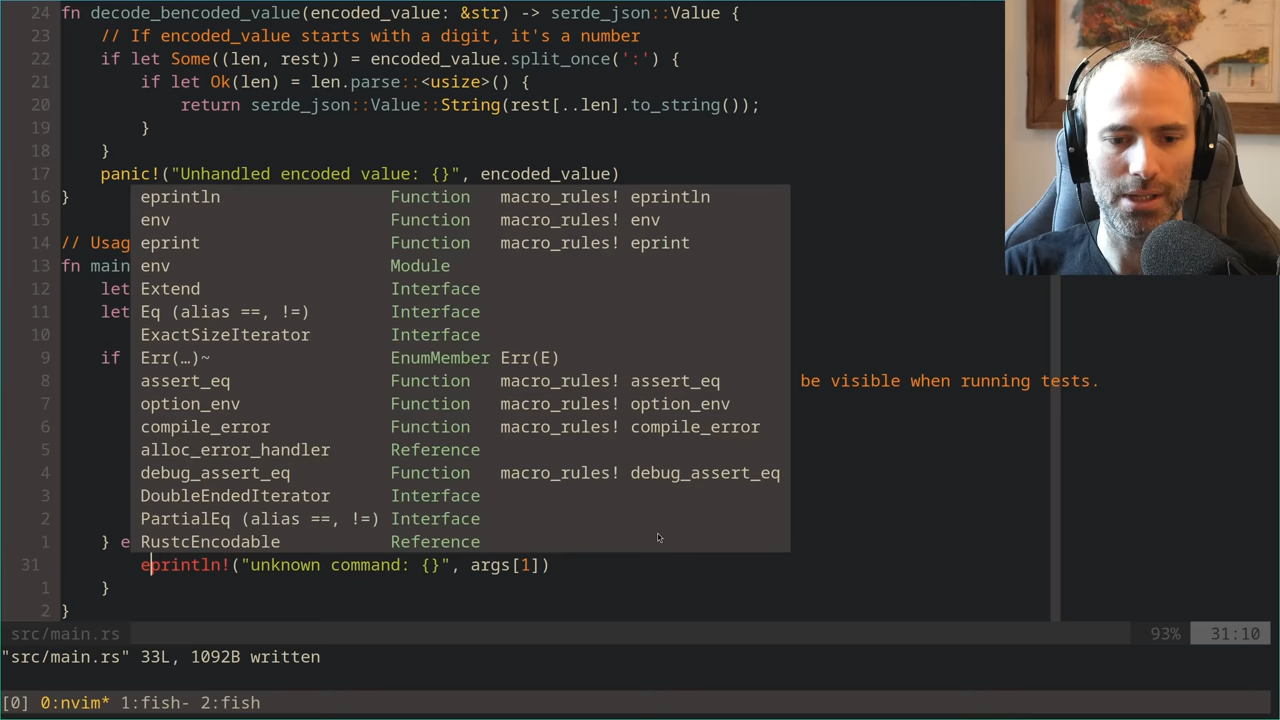 24 fn decode_bencoded_value(encoded_value: &str) -> serde_json::Value {
23 // If encoded_value starts with a digit, it's a number
22 if let Some((len, rest)) = encoded_value.split_once(':') {
21 if let Ok(len) = len.parse::<usize>() {
20 return serde_json::Value::String(rest[..len].to_string());
19 }
18 }
17 panic!("Unhandled encoded value: {}", encoded_value)
16 } eprintln Function macro_rules! eprintln
15 env Function macro_rules! env
14 // Usag eprint Function macro_rules! eprint
13 fn main env Module
12 let Extend Interface
11 let Eq (alias ==, !=) Interface
10 ExactSizeIterator Interface
9 if Err(…)~ EnumMember Err(E)
8 assert_eq Function macro_rules! assert_eq be visible when running tests.
7 option_env Function macro_rules! option_env
6 compile_error Function macro_rules! compile_error
5 alloc_error_handler Reference
4 debug_assert_eq Function macro_rules! debug_assert_eq
3 DoubleEndedIterator Interface
2 PartialEq (alias ==, !=) Interface
1 } e RustcEncodable Reference
31 eprintln!("unknown command: {}", args[1])
1 }
2 }
src/main.rs 93% 31:10
"src/main.rs" 33L, 1092B written
[0] 0:nvim* 1:fish- 2:fish